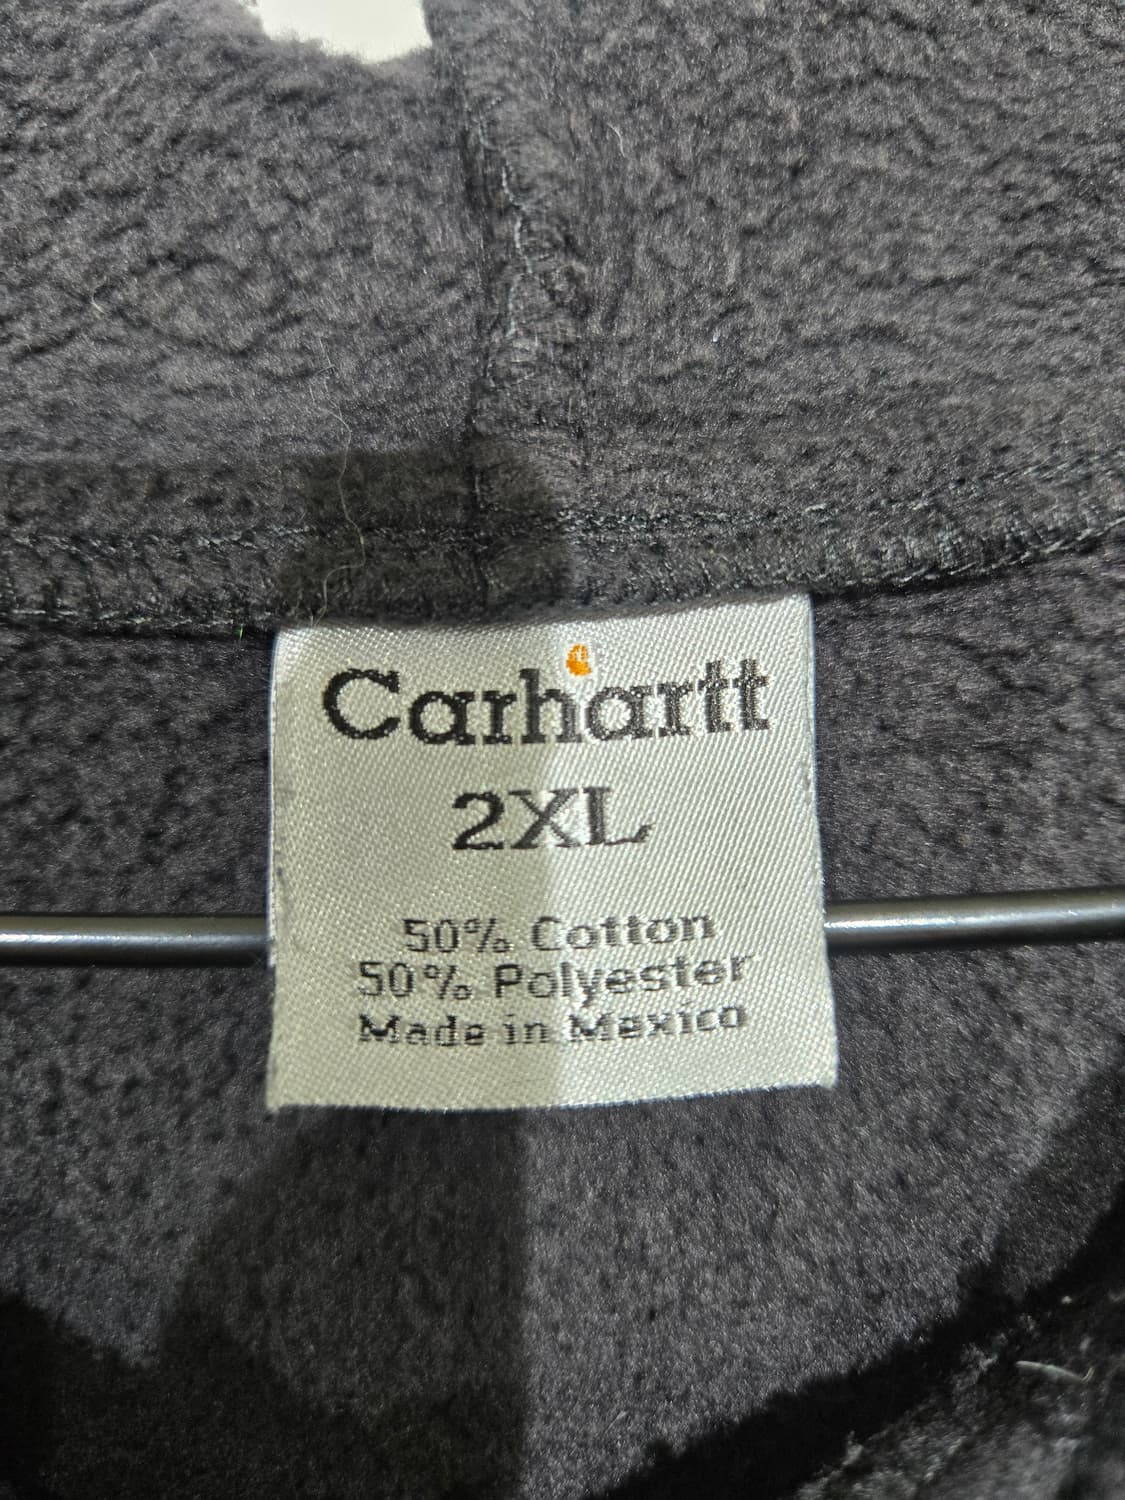 Carhartt
2XL
50% Cotton
50% Polyester
Made in Mexico